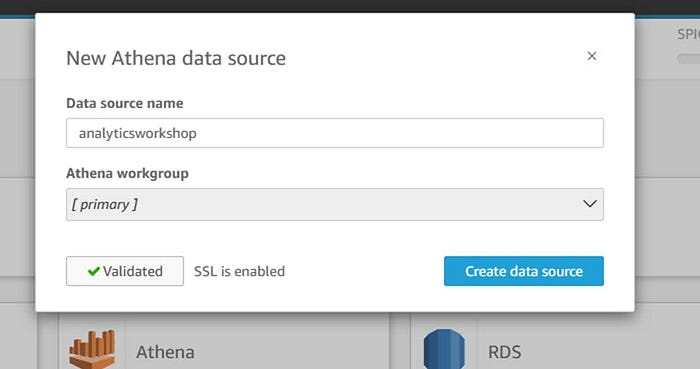 SPIC
New Athena data source
×
Data source name
analyticsworkshop
Athena workgroup
[ primary ]
Validated SSL is enabled Create data source
Athena RDS